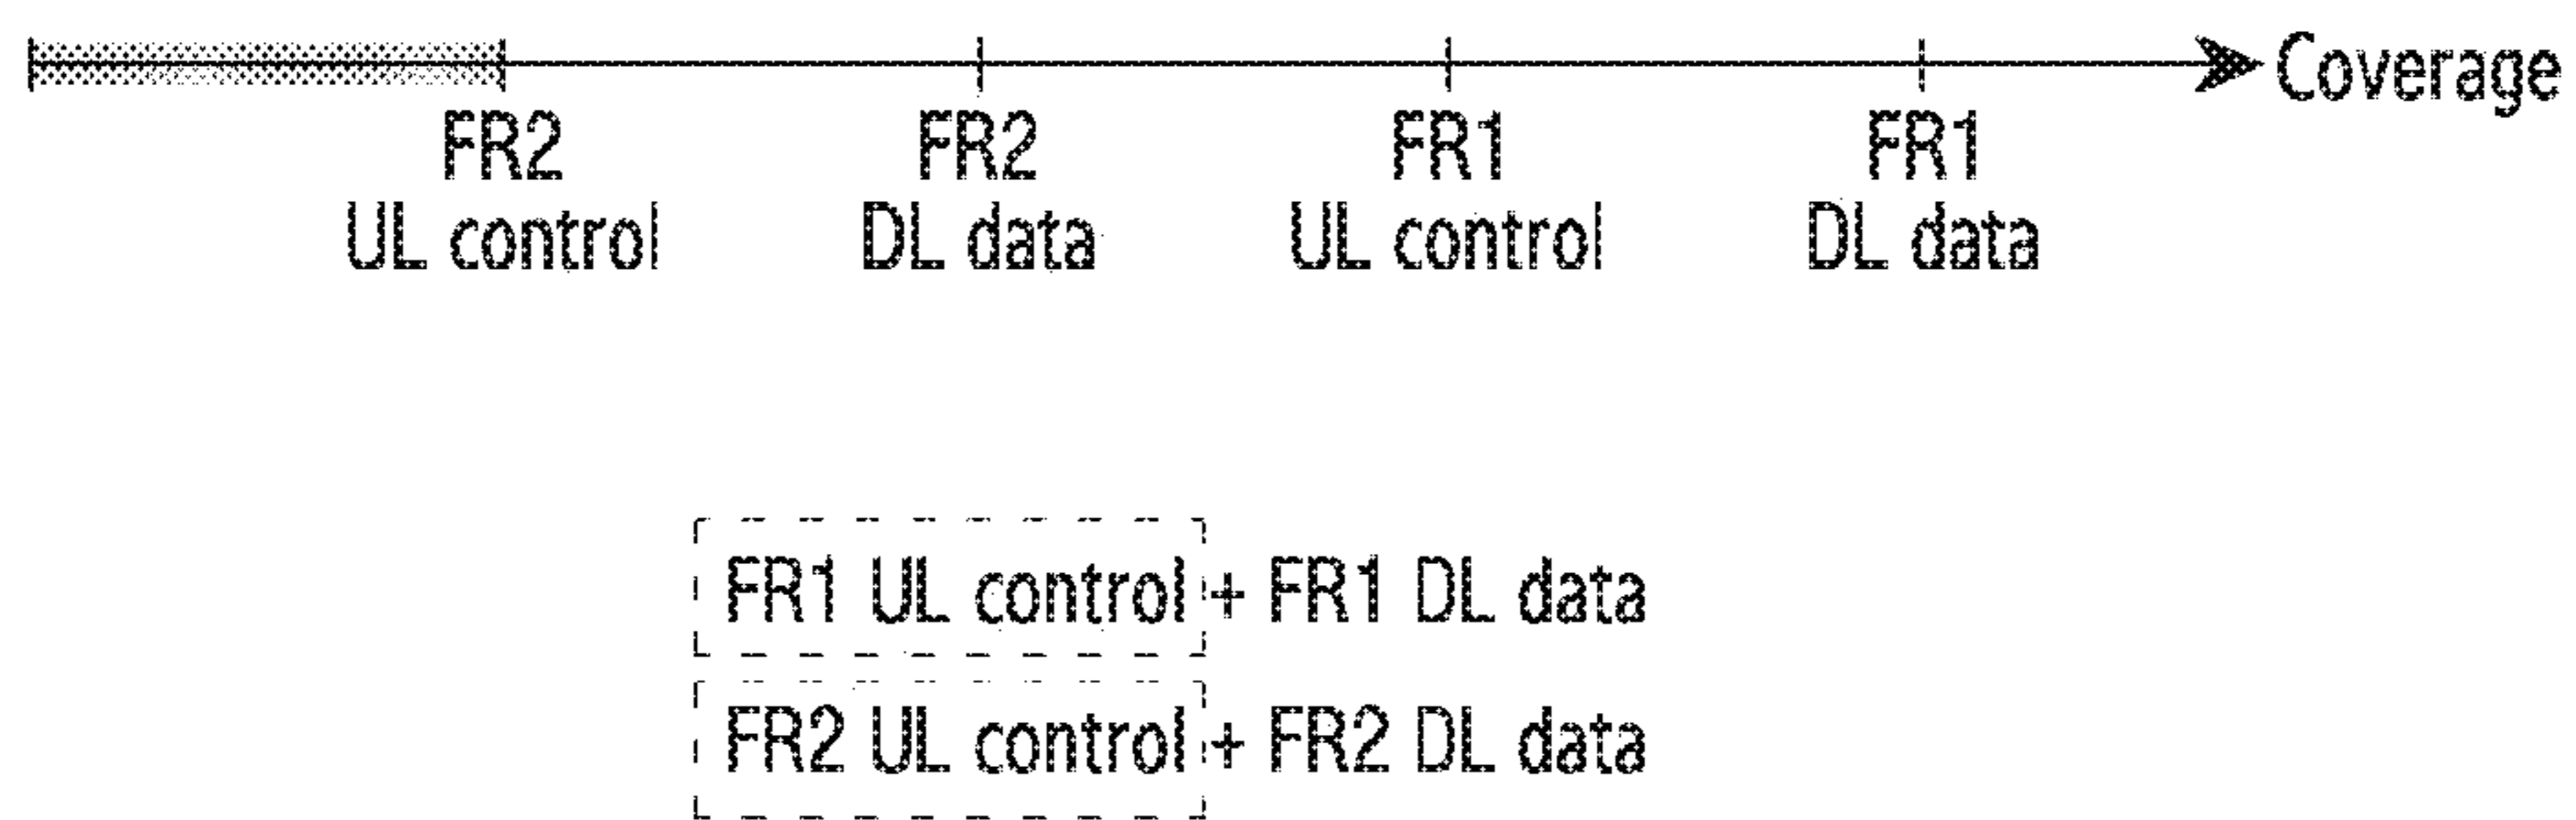 Coverage
FR2 FR2 FR1 FR1
UL control DL data UL control DL data
FR1 UL control + FR1 DL data
FR2 UL control + FR2 DL data